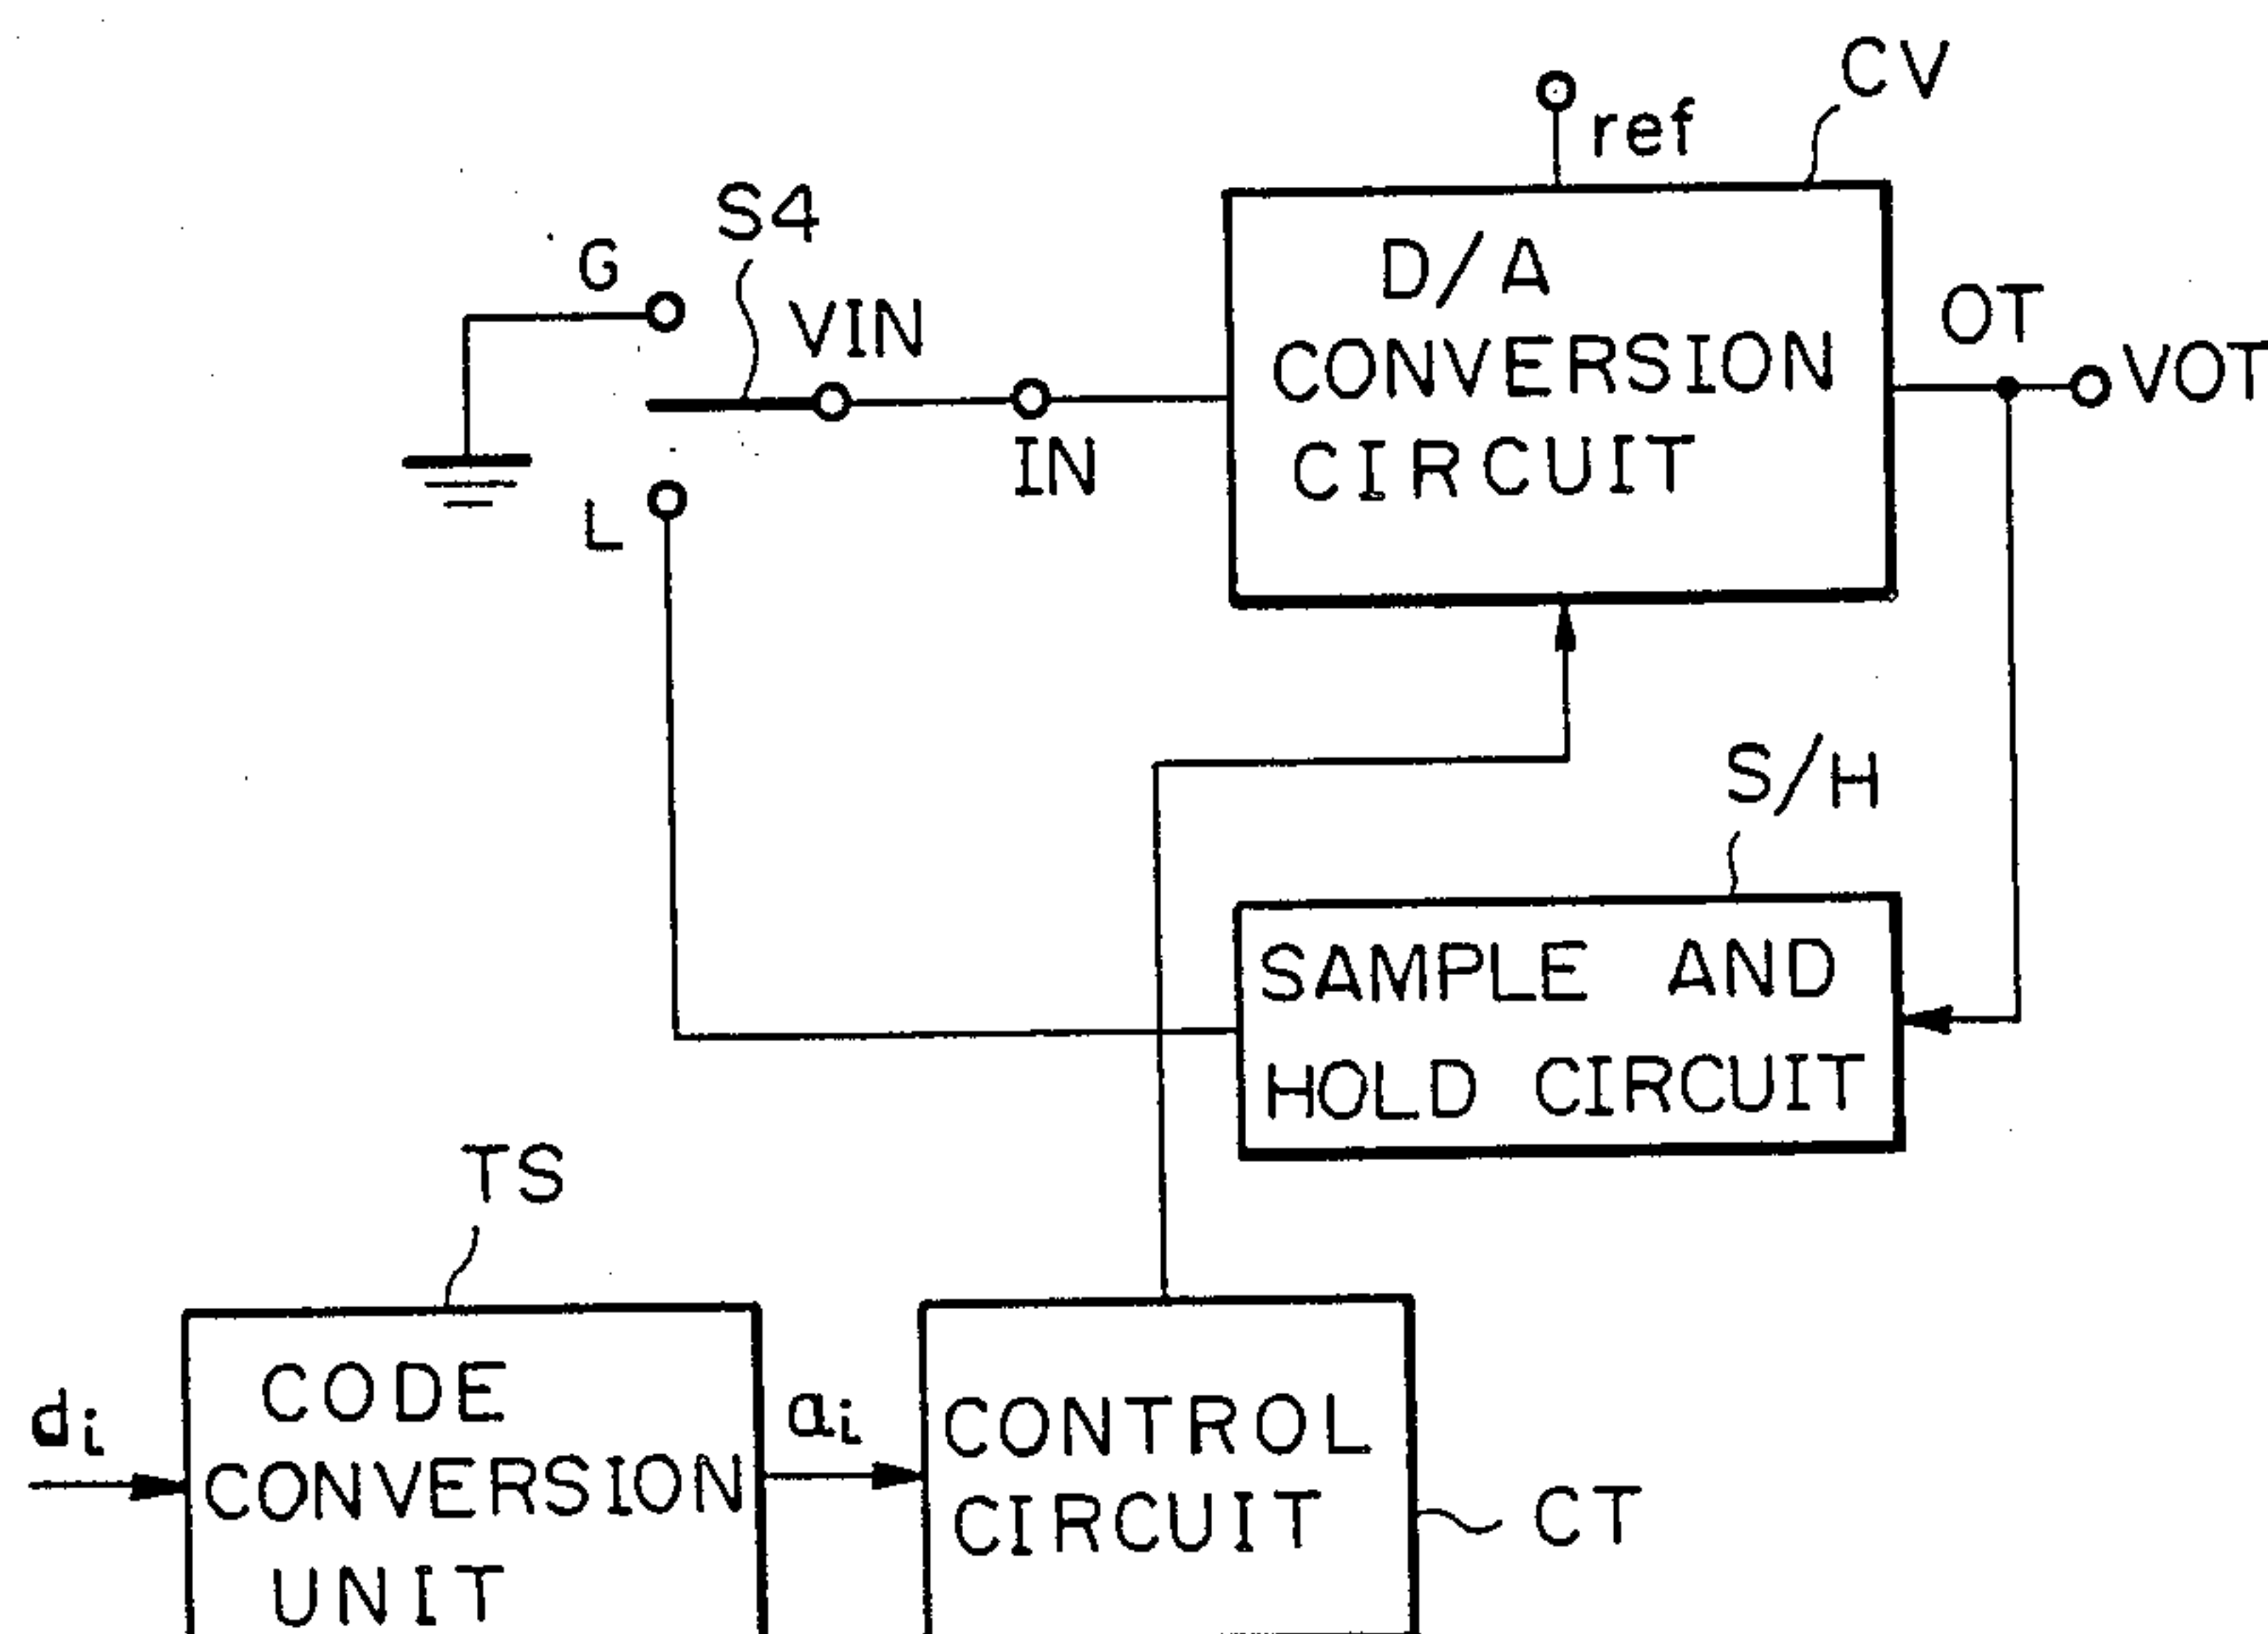 CV
ref
S4
G
VIN
D/A
CONVERSION
CIRCUIT
OT
VOT
IN
L
S/H
SAMPLE AND
HOLD CIRCUIT
TS
CODE
CONVERSION
UNIT
di
ai
CONTROL
CIRCUIT
CT